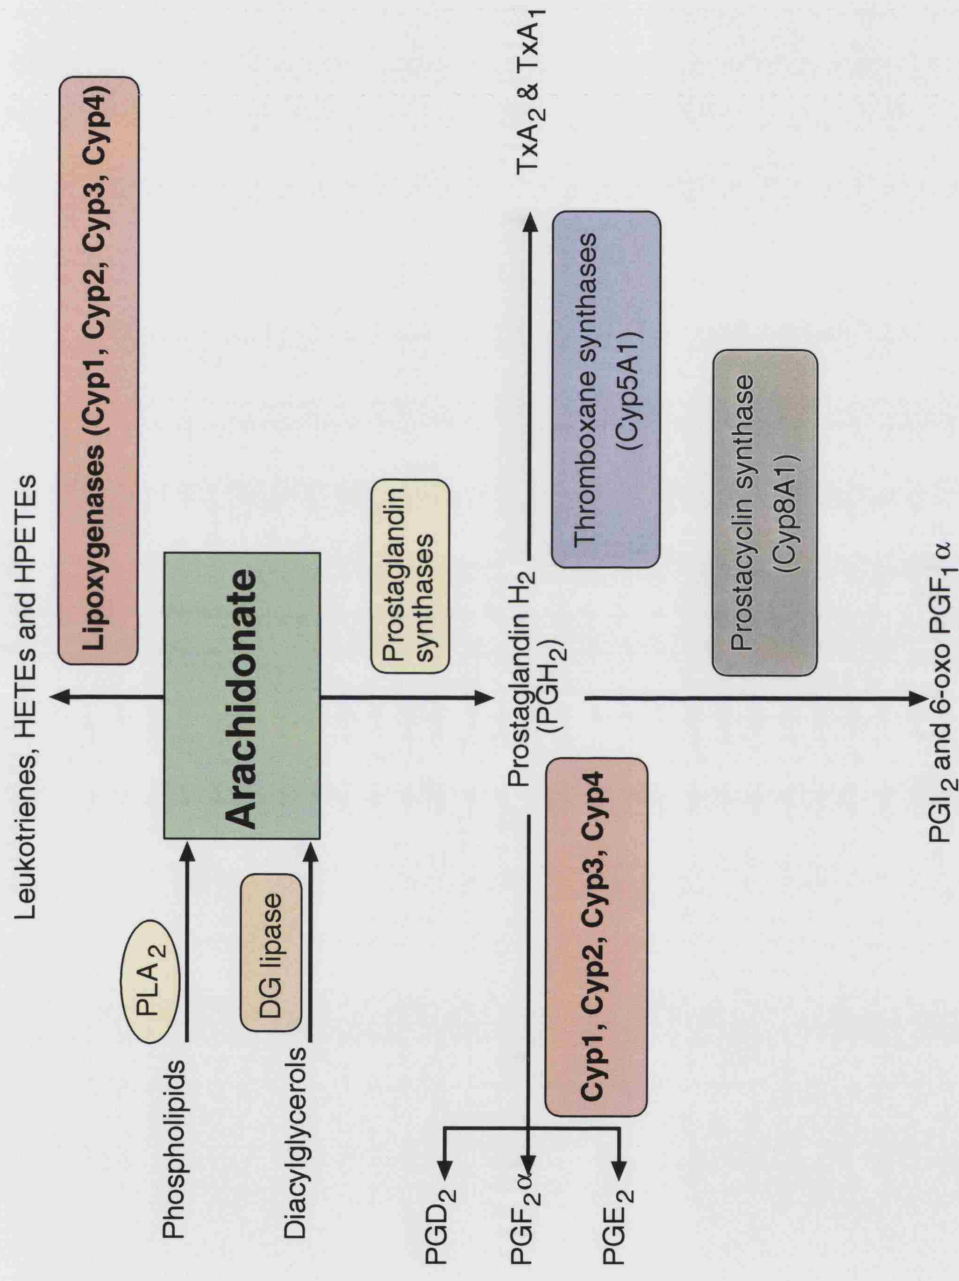 Leukotrienes, HETEs and HPETEs
Lipoxygenases (Cyp1, Cyp2, Cyp3, Cyp4)
PLA2
Phospholipids
Arachidonate
DG lipase
Diacylglycerols
Prostaglandin
synthases
PGD2
PGF2α
PGE2
Prostaglandin H2
(PGH2)
TxA2 & TxA1
Cyp1, Cyp2, Cyp3, Cyp4
Thromboxane synthases
(Cyp5A1)
Prostacyclin synthase
(Cyp8A1)
PGI2 and 6-oxo PGF1α